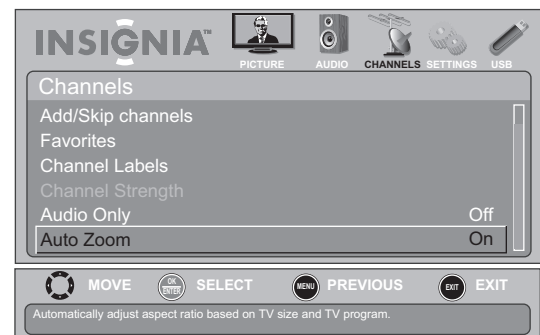 INSIGNIA™
PICTURE AUDIO CHANNELS SETTINGS USB
Channels
Add/Skip channels
Favorites
Channel Labels
Channel Strength
Audio Only Off
Auto Zoom On
MOVE OK ENTER SELECT MENU PREVIOUS EXIT EXIT
Automatically adjust aspect ratio based on TV size and TV program.